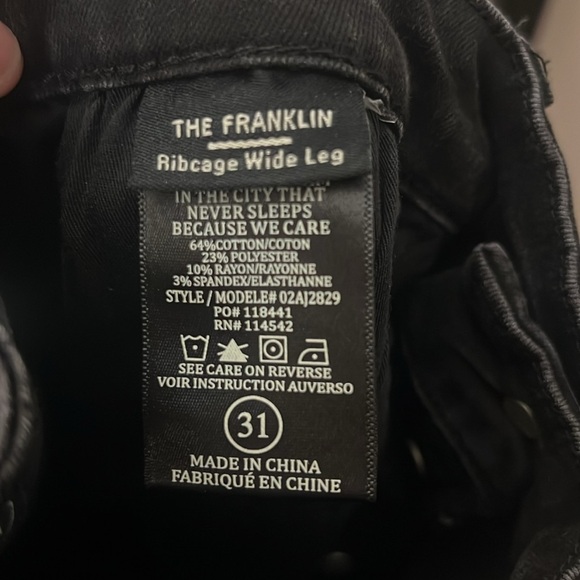 THE FRANKLIN
Ribcage Wide Leg
IN THE CITY THAT
NEVER SLEEPS
BECAUSE WE CARE
64%COTTON/COTON
23% POLYESTER
10% RAYON/RAYONNE
3% SPANDEX/ELASTHANNE
STYLE / MODELE# 02AJ2829
PO# 118441
RN# 114542
SEE CARE ON REVERSE
VOIR INSTRUCTION AUVERSO
31
MADE IN CHINA
FABRIQUÉ EN CHINE